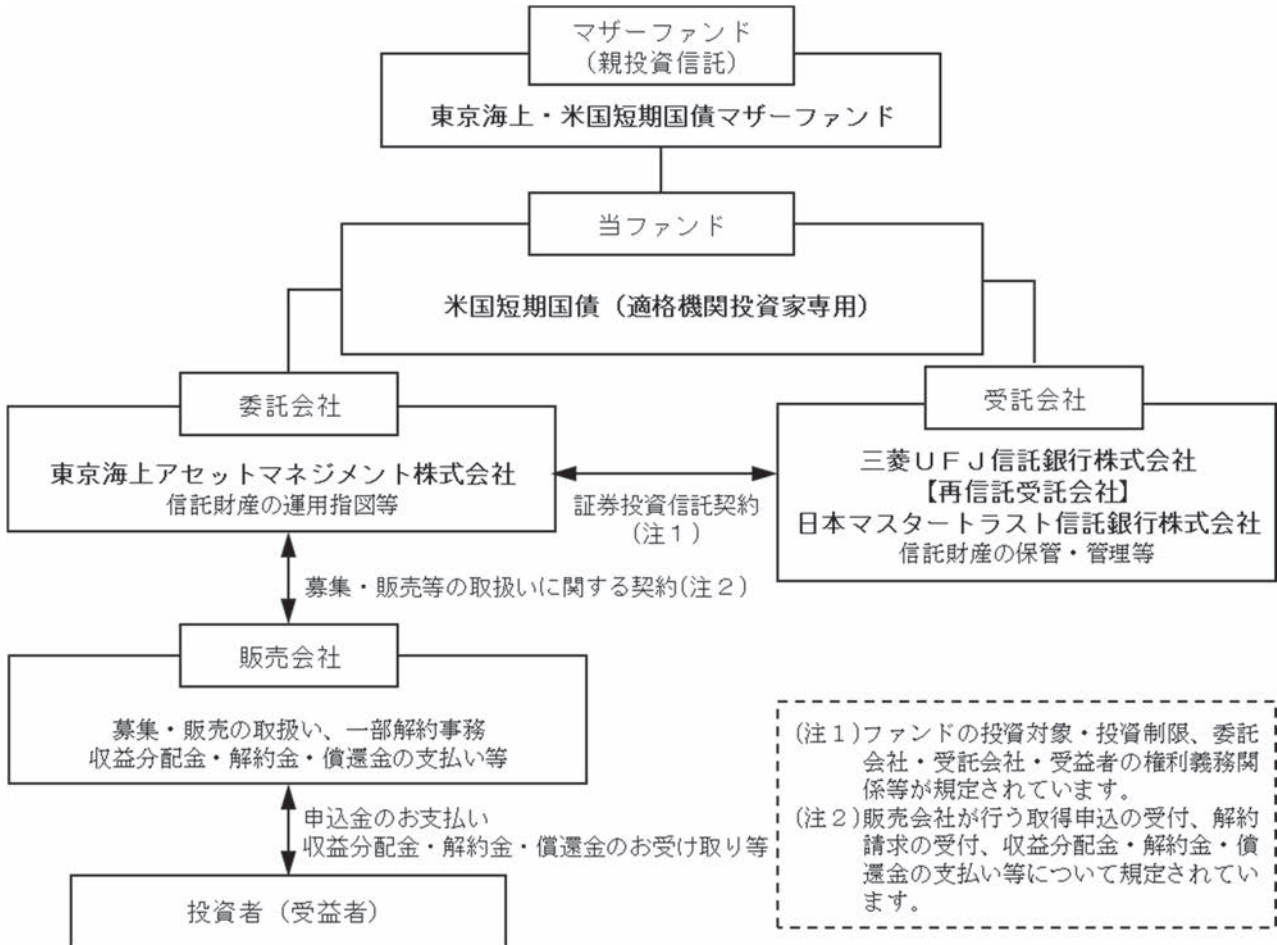 マザーファンド
(親投資信託)
東京海上・米国短期国債マザーファンド
当ファンド
米国短期国債(適格機関投資家専用)
委託会社
東京海上アセットマネジメント株式会社
信託財産の運用指図等
証券投資信託契約
(注1)
受託会社
三菱UFJ信託銀行株式会社
【再信託受託会社】
日本マスタートラスト信託銀行株式会社
信託財産の保管・管理等
募集・販売等の取扱いに関する契約(注2)
販売会社
募集・販売の取扱い、一部解約事務
収益分配金・解約金・償還金の支払い等
申込金のお支払い
収益分配金・解約金・償還金のお受け取り等
投資者(受益者)
(注1)ファンドの投資対象・投資制限、委託
会社・受託会社・受益者の権利義務関
係等が規定されています。
(注2)販売会社が行う取得申込の受付、解約
請求の受付、収益分配金・解約金・償
還金の支払い等について規定されてい
ます。